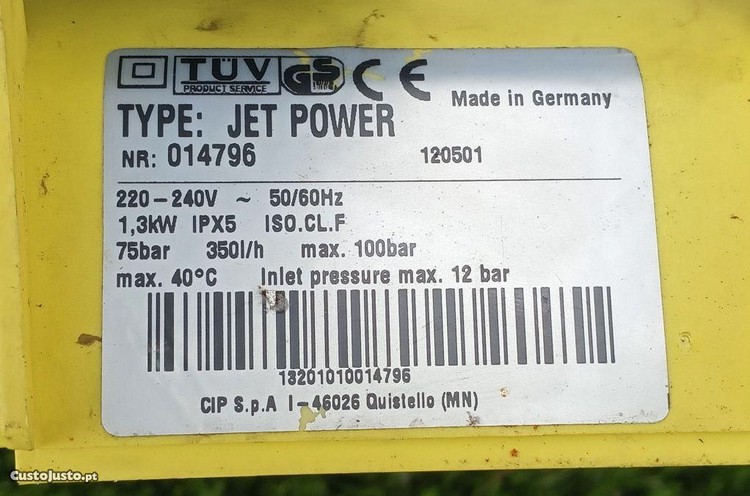 TÜV
PRODUCT SERVICE
GS CE
Made in Germany
TYPE: JET POWER
NR: 014796 120501
220-240V ~ 50/60Hz
1,3kW IPX5 ISO.CL.F
75bar 350l/h max. 100bar
max. 40°C Inlet pressure max. 12 bar
13201010014796
CIP S.p.A I-46026 Quistello (MN)
CustoJusto.pt